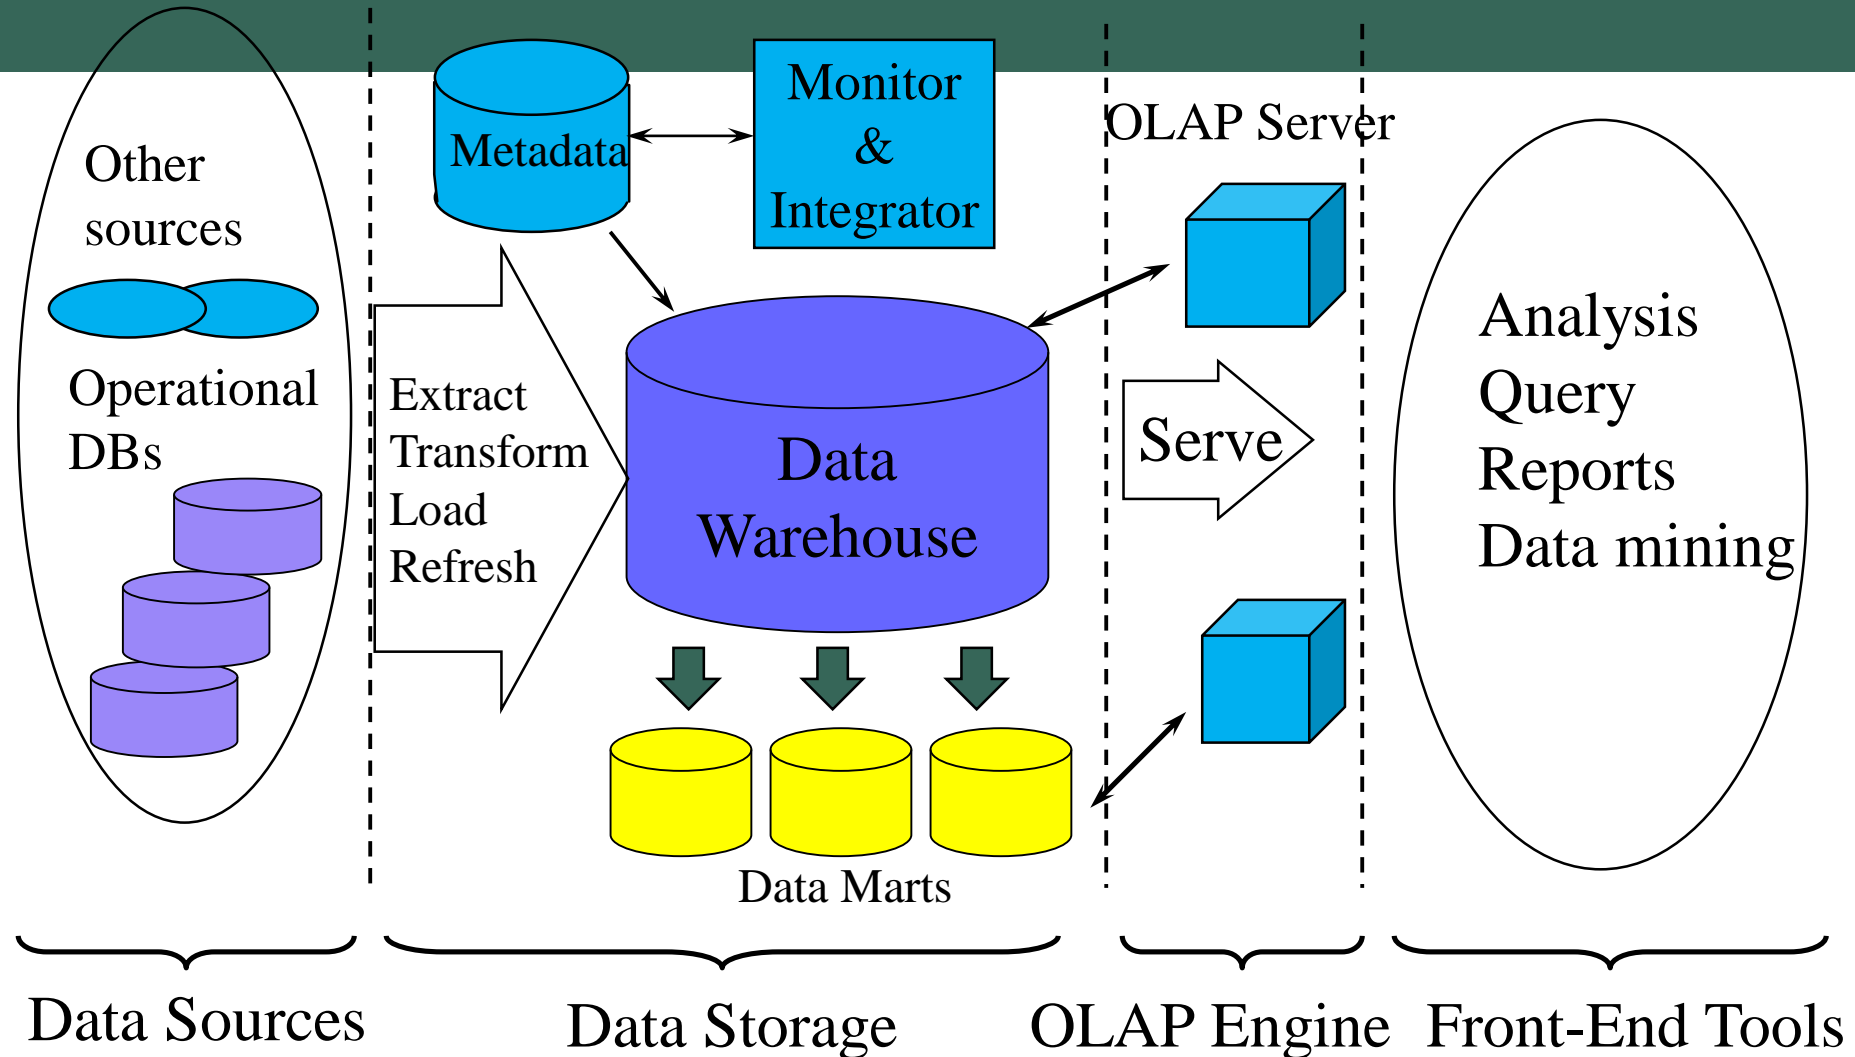 Other
sources
Operational
DBs
Metadata
Monitor
&
Integrator
Extract
Transform
Load
Refresh
Data
Warehouse
Data Marts
OLAP Server
Serve
Analysis
Query
Reports
Data mining
Data Sources
Data Storage
OLAP Engine
Front-End Tools